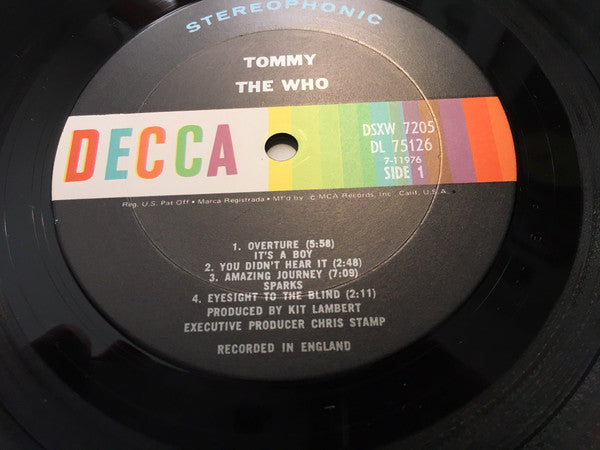 STEREOPHONIC
TOMMY
THE WHO
DECCA
DSXW 7205
DL 75126
7-11976
SIDE 1
Reg. U.S. Pat Off • Marca Registrada • Mf'd by © MCA Records, Inc. Calif., U.S.A.
1. OVERTURE (5:58)
IT'S A BOY
2. YOU DIDN'T HEAR IT (2:48)
3. AMAZING JOURNEY (7:09)
SPARKS
4. EYESIGHT TO THE BLIND (2:11)
PRODUCED BY KIT LAMBERT
EXECUTIVE PRODUCER CHRIS STAMP
RECORDED IN ENGLAND